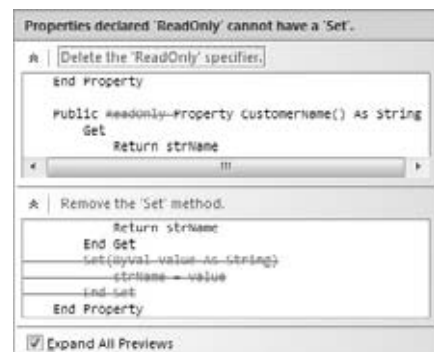 Properties declared 'ReadOnly' cannot have a 'Set'.
Delete the 'ReadOnly' specifier.
End Property
Public ReadOnly Property CustomerName() As String
Get
Return strName
Remove the 'Set' method.
Return strName
End Get
Set(ByVal value As String)
strName = value
End Set
End Property
Expand All Previews